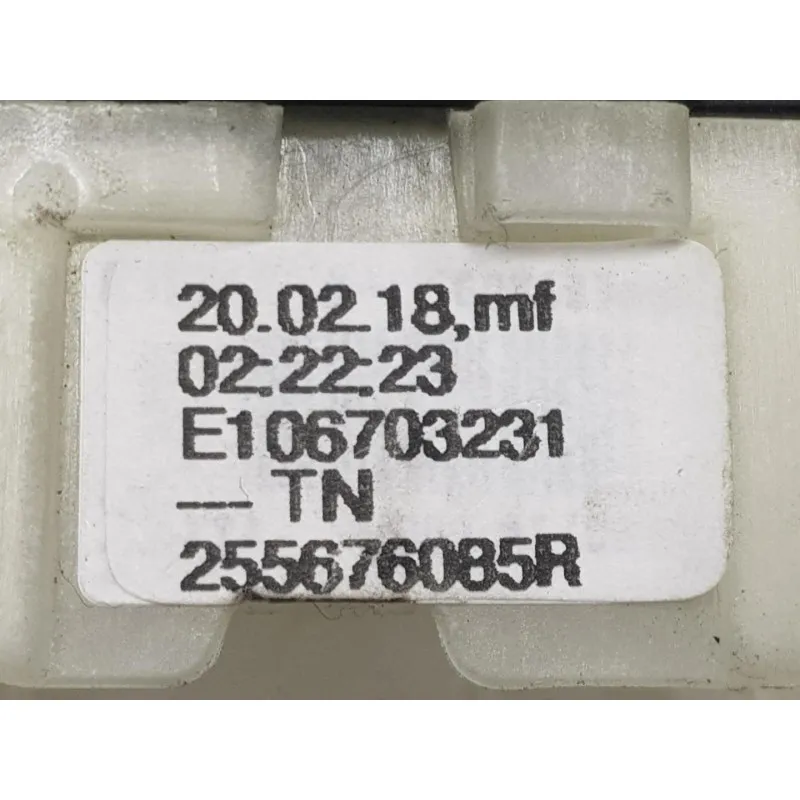 20.02.18,mf
02:22:23
E106703231
--- TN
255676085R